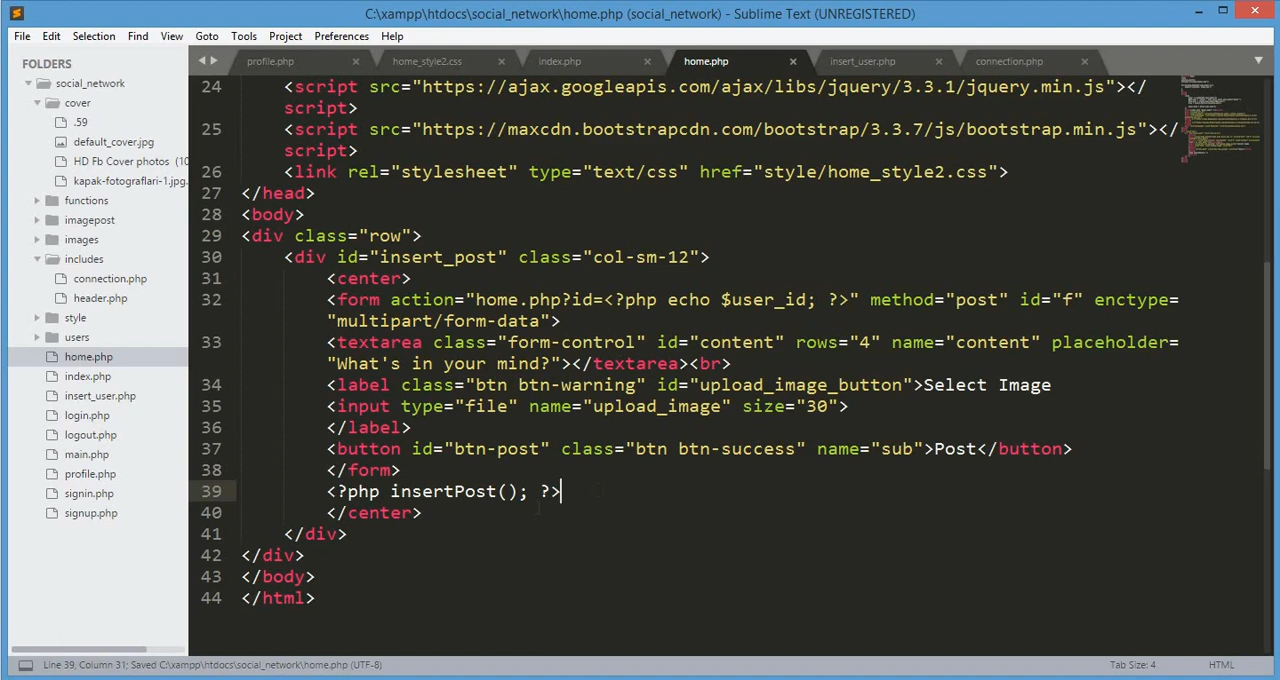 C:\xampp\htdocs\social_network\home.php (social_network) - Sublime Text (UNREGISTERED)
File Edit Selection Find View Goto Tools Project Preferences Help
FOLDERS
social_network
cover
.59
default_cover.jpg
HD Fb Cover photos (10
kapak-fotograflari-1.jpg.
functions
imagepost
images
includes
connection.php
header.php
style
users
home.php
index.php
insert_user.php
login.php
logout.php
main.php
profile.php
signin.php
signup.php
profile.php home_style2.css index.php home.php insert_user.php connection.php
24 <script src="https://ajax.googleapis.com/ajax/libs/jquery/3.3.1/jquery.min.js"></
script>
25 <script src="https://maxcdn.bootstrapcdn.com/bootstrap/3.3.7/js/bootstrap.min.js"></
script>
26 <link rel="stylesheet" type="text/css" href="style/home_style2.css">
27 </head>
28 <body>
29 <div class="row">
30 <div id="insert_post" class="col-sm-12">
31 <center>
32 <form action="home.php?id=<?php echo $user_id; ?>" method="post" id="f" enctype=
"multipart/form-data">
33 <textarea class="form-control" id="content" rows="4" name="content" placeholder=
"What's in your mind?"></textarea><br>
34 <label class="btn btn-warning" id="upload_image_button">Select Image
35 <input type="file" name="upload_image" size="30">
36 </label>
37 <button id="btn-post" class="btn btn-success" name="sub">Post</button>
38 </form>
39 <?php insertPost(); ?>
40 </center>
41 </div>
42 </div>
43 </body>
44 </html>
Line 39, Column 31; Saved C:\xampp\htdocs\social_network\home.php (UTF-8) Tab Size: 4 HTML